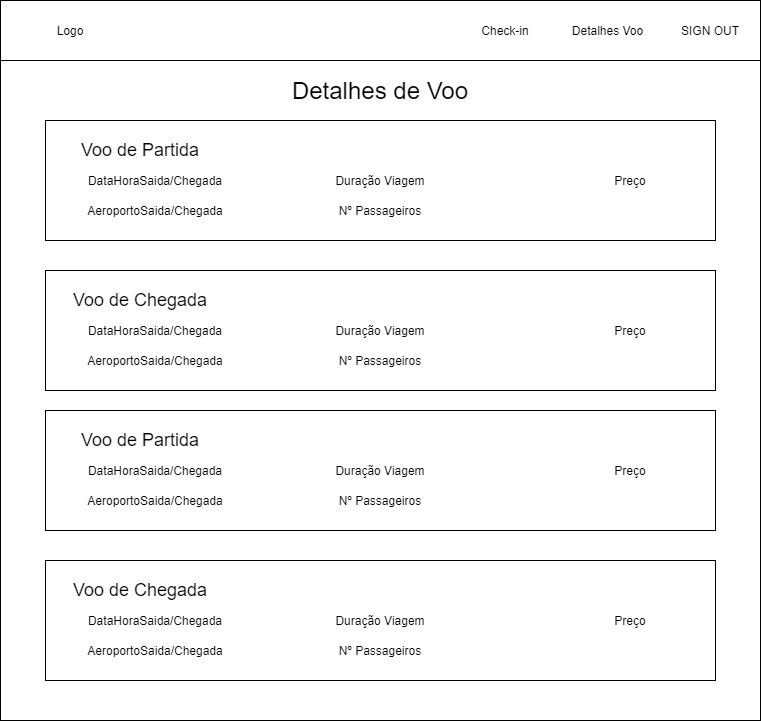 Logo Check-in Detalhes Voo SIGN OUT
Detalhes de Voo
Voo de Partida
DataHoraSaida/Chegada Duração Viagem Preço
AeroportoSaida/Chegada Nº Passageiros
Voo de Chegada
DataHoraSaida/Chegada Duração Viagem Preço
AeroportoSaida/Chegada Nº Passageiros
Voo de Partida
DataHoraSaida/Chegada Duração Viagem Preço
AeroportoSaida/Chegada Nº Passageiros
Voo de Chegada
DataHoraSaida/Chegada Duração Viagem Preço
AeroportoSaida/Chegada Nº Passageiros